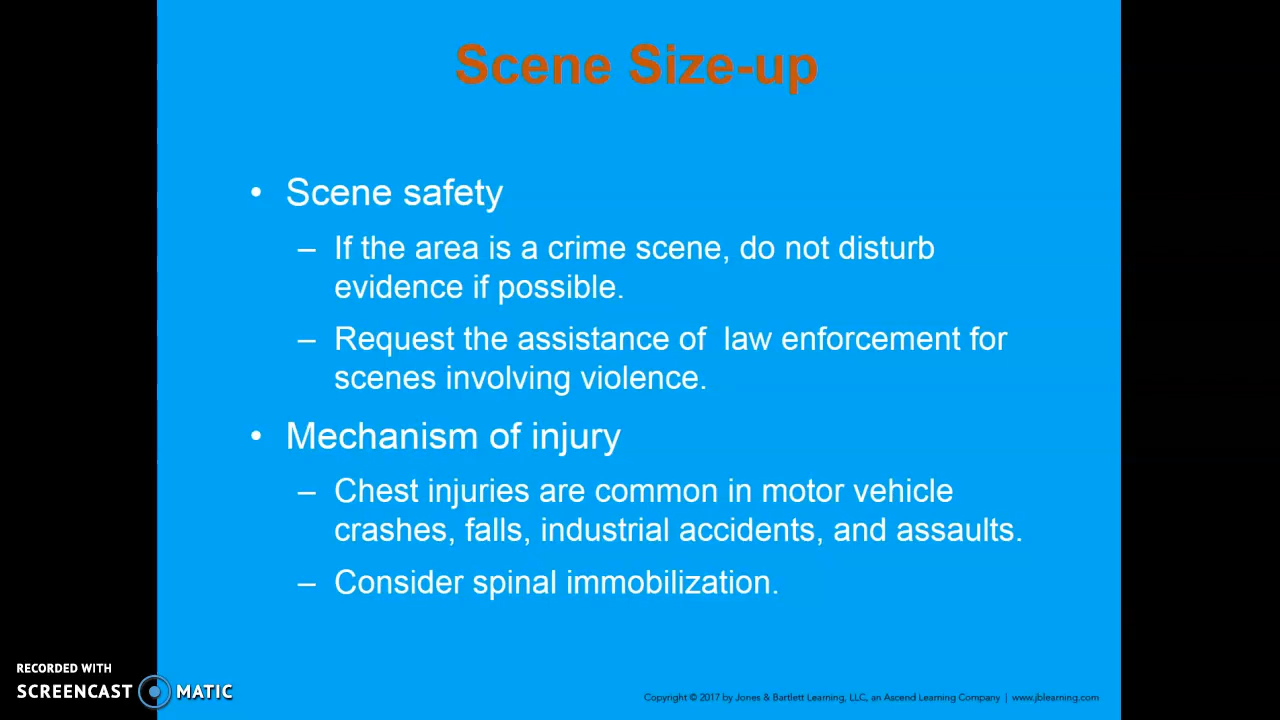 Scene Size-up
• Scene safety
– If the area is a crime scene, do not disturb
evidence if possible.
– Request the assistance of  law enforcement for
scenes involving violence.
• Mechanism of injury
– Chest injuries are common in motor vehicle
crashes, falls, industrial accidents, and assaults.
– Consider spinal immobilization.
RECORDED WITH
SCREENCAST MATIC
Copyright © 2017 by Jones & Bartlett Learning, LLC, an Ascend Learning Company | www.jblearning.com